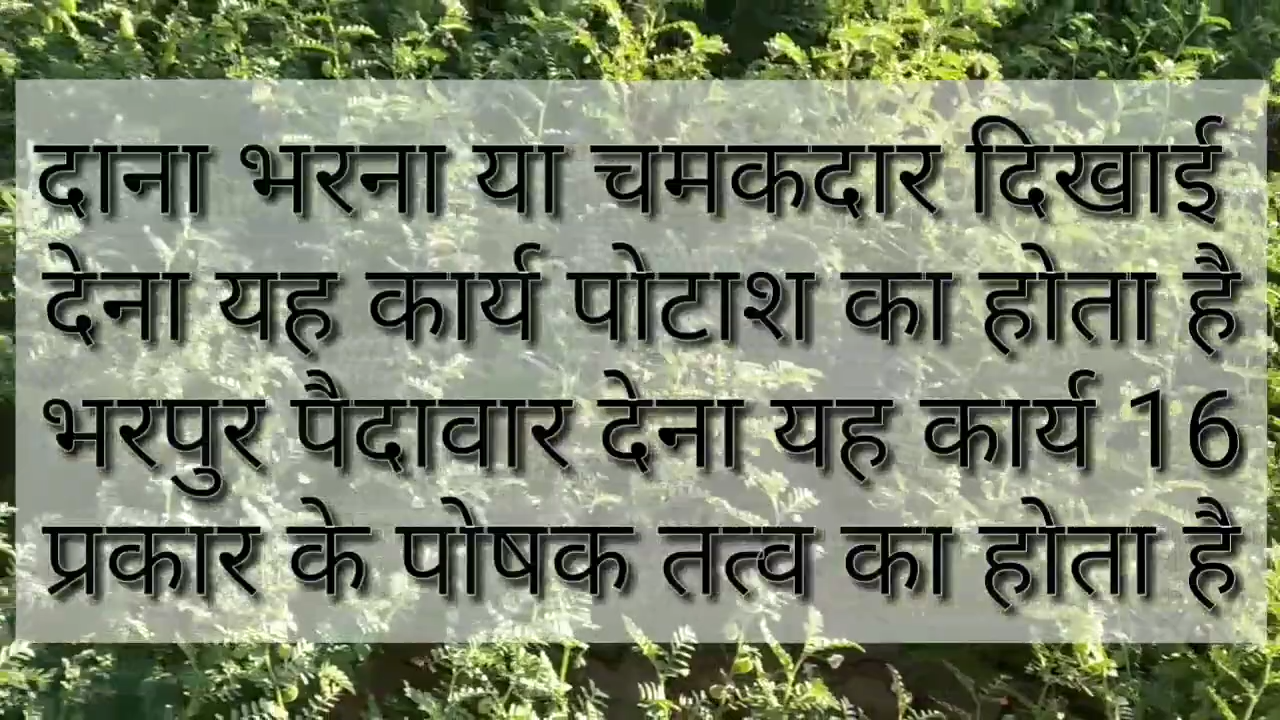 दाना भरना या चमकदार दिखाई
देना यह कार्य पोटाश का होता है
भरपुर पैदावार देना यह कार्य 16
प्रकार के पोषक तत्व का होता है